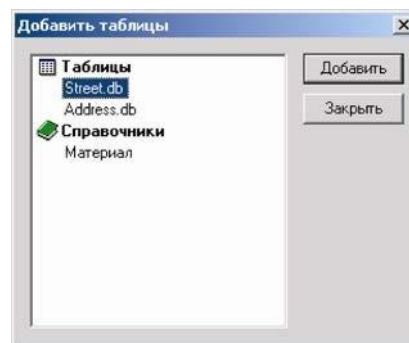 Добавить таблицы
Таблицы
Street.db
Address.db
Справочники
Материал
Добавить
Закрыть